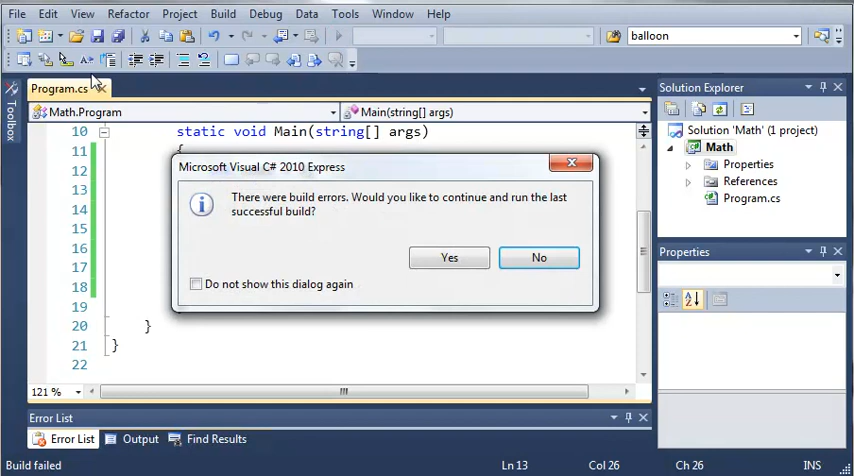 File Edit View Refactor Project Build Debug Data Tools Window Help
balloon
Program.cs
Solution Explorer
Toolbox
Math.Program
Main(string[] args)
Solution 'Math' (1 project)
Math
Properties
References
Program.cs
10 static void Main(string[] args)
11 {
12
13
14
15
16
17
18
19
20 }
21 }
22
Microsoft Visual C# 2010 Express
There were build errors. Would you like to continue and run the last
successful build?
Yes No
Do not show this dialog again
Properties
121 %
Error List
Error List Output Find Results
Build failed Ln 13 Col 26 Ch 26 INS